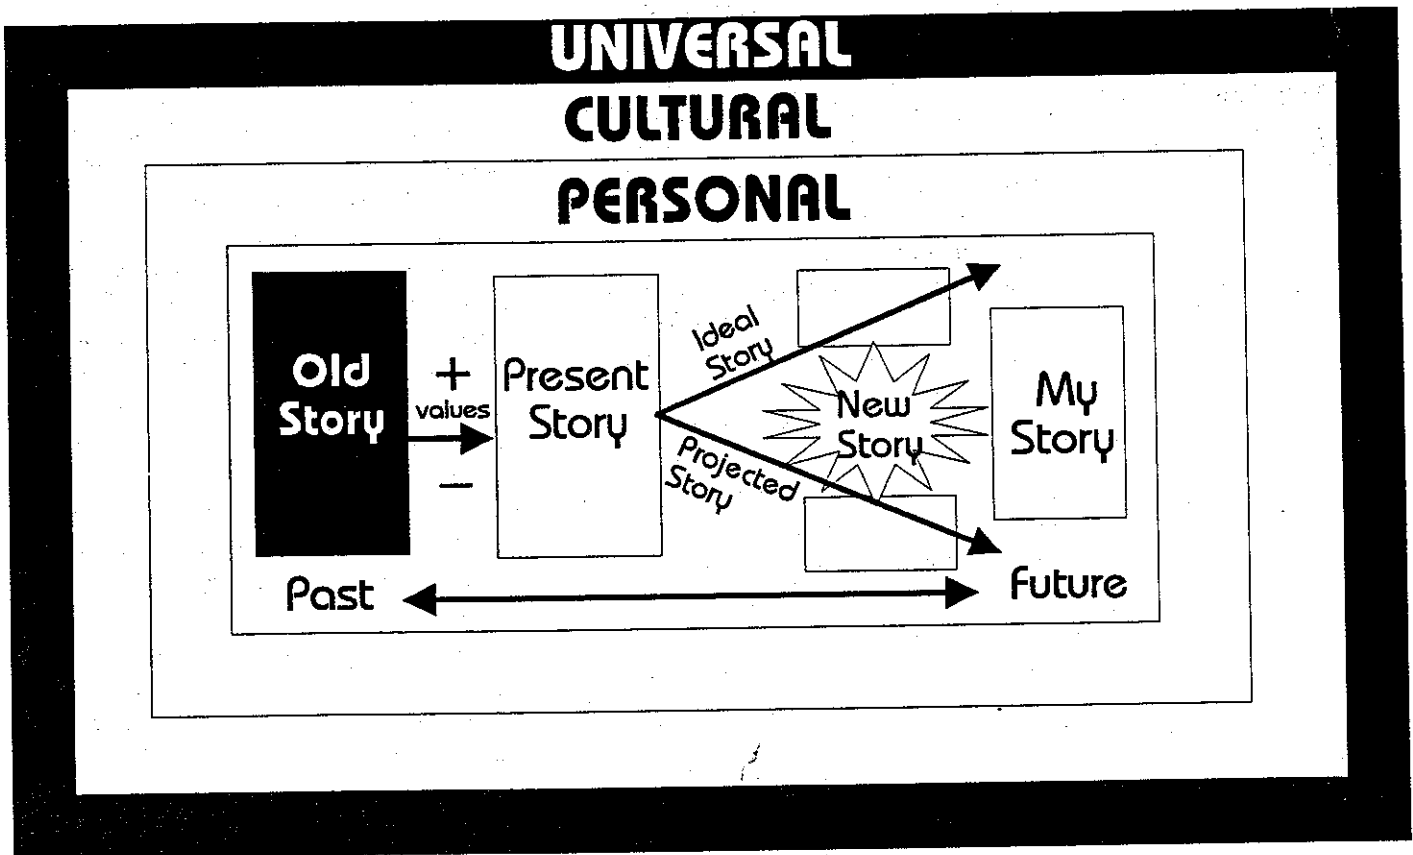 UNIVERSAL
CULTURAL
PERSONAL
Old
Story
+
values
−
Present
Story
Ideal
Story
Projected
Story
New
Story
My
Story
Past
Future